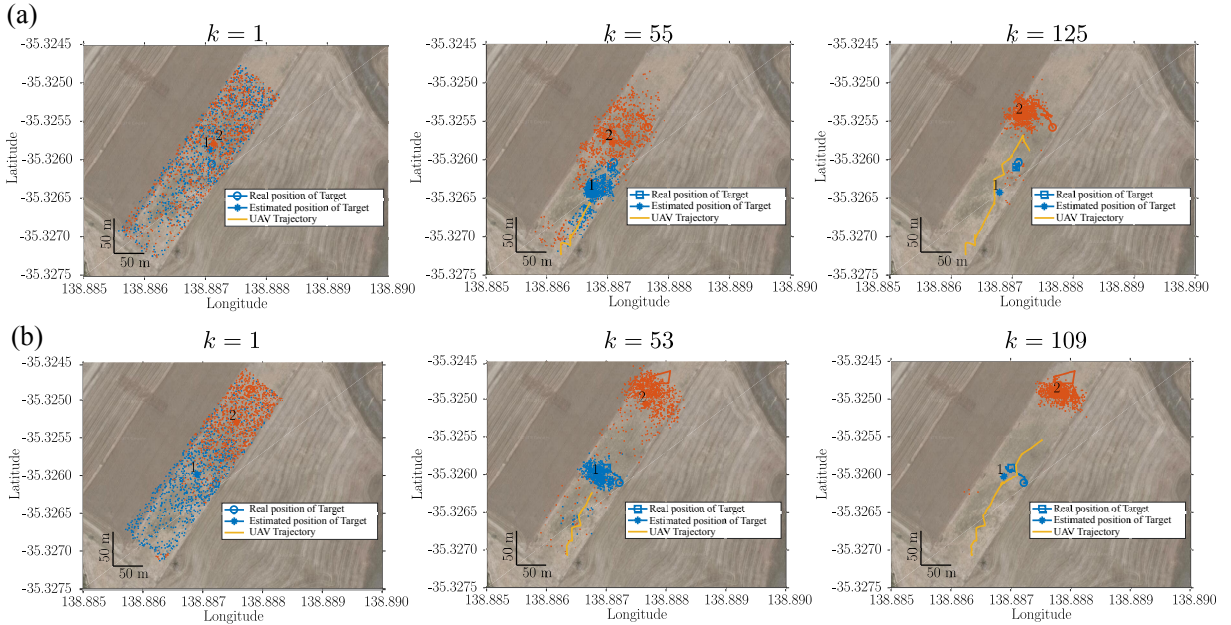 (a)
k = 1
k = 55
k = 125
Latitude
-35.3245
-35.3250
-35.3255
-35.3260
-35.3265
-35.3270
-35.3275
1
2
Real position of Target
Estimated position of Target
UAV Trajectory
50 m
50 m
138.885 138.886 138.887 138.888 138.889 138.890
Longitude
Latitude
-35.3245
-35.3250
-35.3255
-35.3260
-35.3265
-35.3270
-35.3275
2
1
Real position of Target
Estimated position of Target
UAV Trajectory
50 m
50 m
138.885 138.886 138.887 138.888 138.889 138.890
Longitude
Latitude
-35.3245
-35.3250
-35.3255
-35.3260
-35.3265
-35.3270
-35.3275
2
1
Real position of Target
Estimated position of Target
UAV Trajectory
50 m
50 m
138.885 138.886 138.887 138.888 138.889 138.890
Longitude
(b)
k = 1
k = 53
k = 109
Latitude
-35.3245
-35.3250
-35.3255
-35.3260
-35.3265
-35.3270
-35.3275
2
1
Real position of Target
Estimated position of Target
UAV Trajectory
50 m
50 m
138.885 138.886 138.887 138.888 138.889 138.890
Longitude
Latitude
-35.3245
-35.3250
-35.3255
-35.3260
-35.3265
-35.3270
-35.3275
2
1
Real position of Target
Estimated position of Target
UAV Trajectory
50 m
50 m
138.885 138.886 138.887 138.888 138.889 138.890
Longitude
Latitude
-35.3245
-35.3250
-35.3255
-35.3260
-35.3265
-35.3270
-35.3275
2
1
Real position of Target
Estimated position of Target
UAV Trajectory
50 m
50 m
138.885 138.886 138.887 138.888 138.889 138.890
Longitude